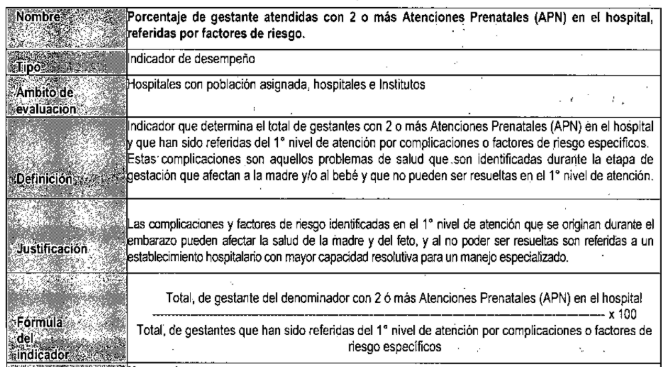 Nombre
Porcentaje de gestante atendidas con 2 o más Atenciones Prenatales (APN) en el hospital,
referidas por factores de riesgo.
Tipo
Indicador de desempeño
Ámbito de
evaluación
Hospitales con población asignada, hospitales e Institutos
Definición
Indicador que determina el total de gestantes con 2 o más Atenciones Prenatales (APN) en el hospital
y que han sido referidas del 1° nivel de atención por complicaciones o factores de riesgo específicos.
Estas complicaciones son aquellos problemas de salud que son identificadas durante la etapa de
gestación que afectan a la madre y/o al bebé y que no pueden ser resueltas en el 1° nivel de atención.
Justificación
Las complicaciones y factores de riesgo identificadas en el 1° nivel de atención que se originan durante el
embarazo pueden afectar la salud de la madre y del feto, y al no poder ser resueltas son referidas a un
establecimiento hospitalario con mayor capacidad resolutiva para un manejo especializado.
Fórmula
del
indicador
Total, de gestante del denominador con 2 ó más Atenciones Prenatales (APN) en el hospital
x 100
Total, de gestantes que han sido referidas del 1° nivel de atención por complicaciones o factores de
riesgo específicos